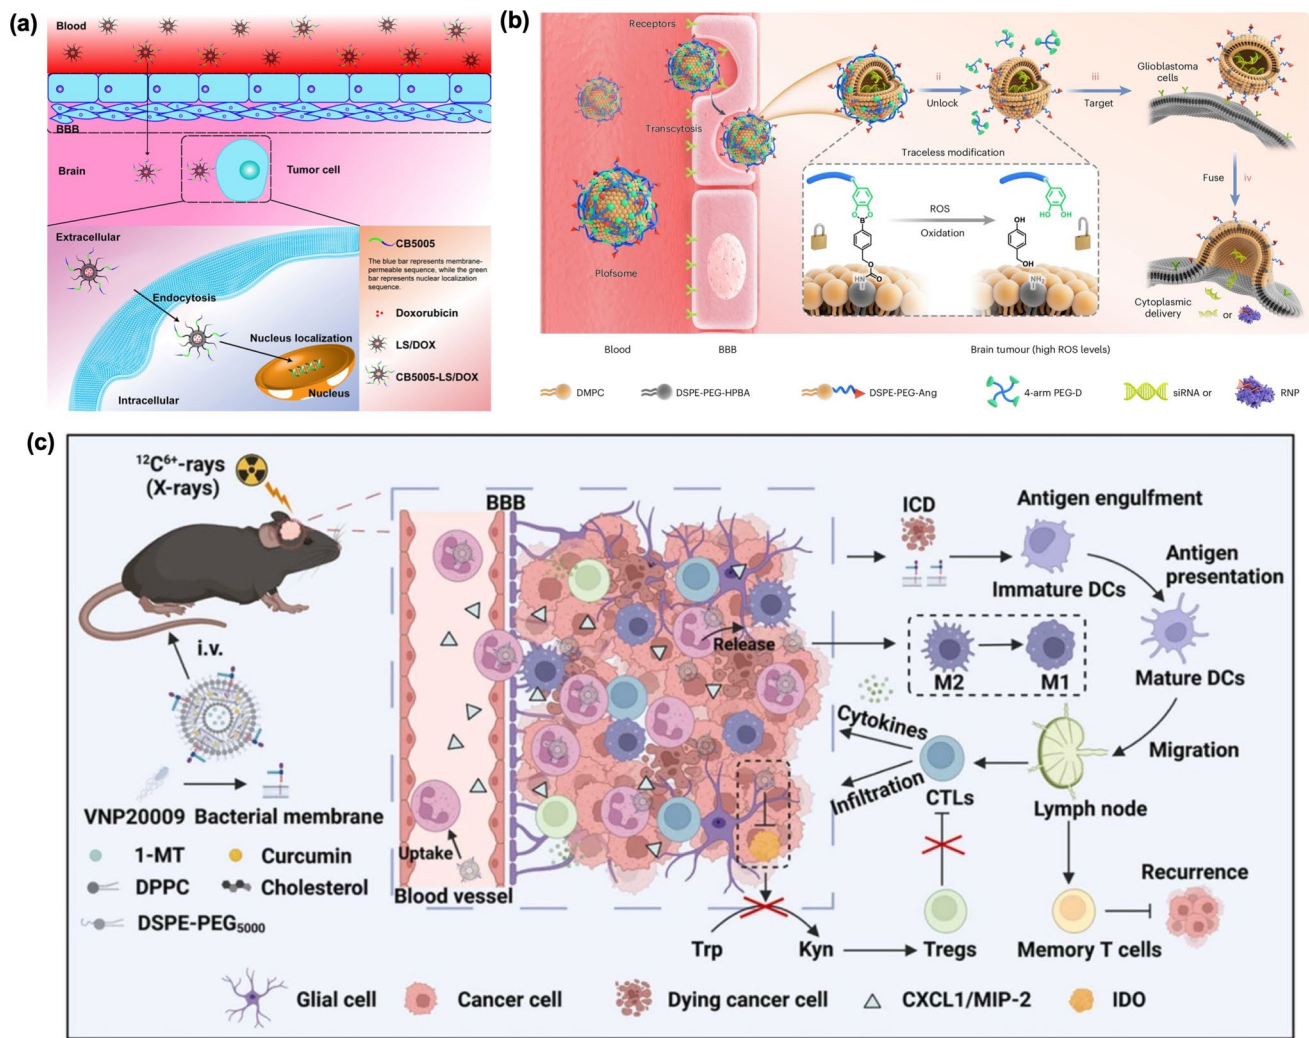 (a)
Blood
BBB
Brain
Tumor cell
Extracellular
Endocytosis
Nucleus localization
Nucleus
Intracellular
CB5005
The blue bar represents membrane-
permeable sequence, while the green
bar represents nuclear localization
sequence.
Doxorubicin
LS/DOX
CB5005-LS/DOX
(b)
Receptors
Transcytosis
Plofsome
ii
Unlock
iii
Target
Glioblastoma
cells
Traceless modification
ROS
Oxidation
O
O
B
O
O
HN
HO
OH
OH
OH
NH₂
Fuse
iv
Cytoplasmic
delivery
or
Blood
BBB
Brain tumour (high ROS levels)
DMPC
DSPE-PEG-HPBA
DSPE-PEG-Ang
4-arm PEG-D
siRNA or
RNP
(c)
¹²C⁶⁺-rays
(X-rays)
i.v.
VNP20009
Bacterial membrane
1-MT
Curcumin
DPPC
Cholesterol
DSPE-PEG₅₀₀₀
BBB
Release
Uptake
Blood vessel
ICD
Antigen engulfment
Immature DCs
Antigen
presentation
M2
M1
Mature DCs
Cytokines
Infiltration
CTLs
Migration
Lymph node
Recurrence
Trp
Kyn
Tregs
Memory T cells
Glial cell
Cancer cell
Dying cancer cell
CXCL1/MIP-2
IDO